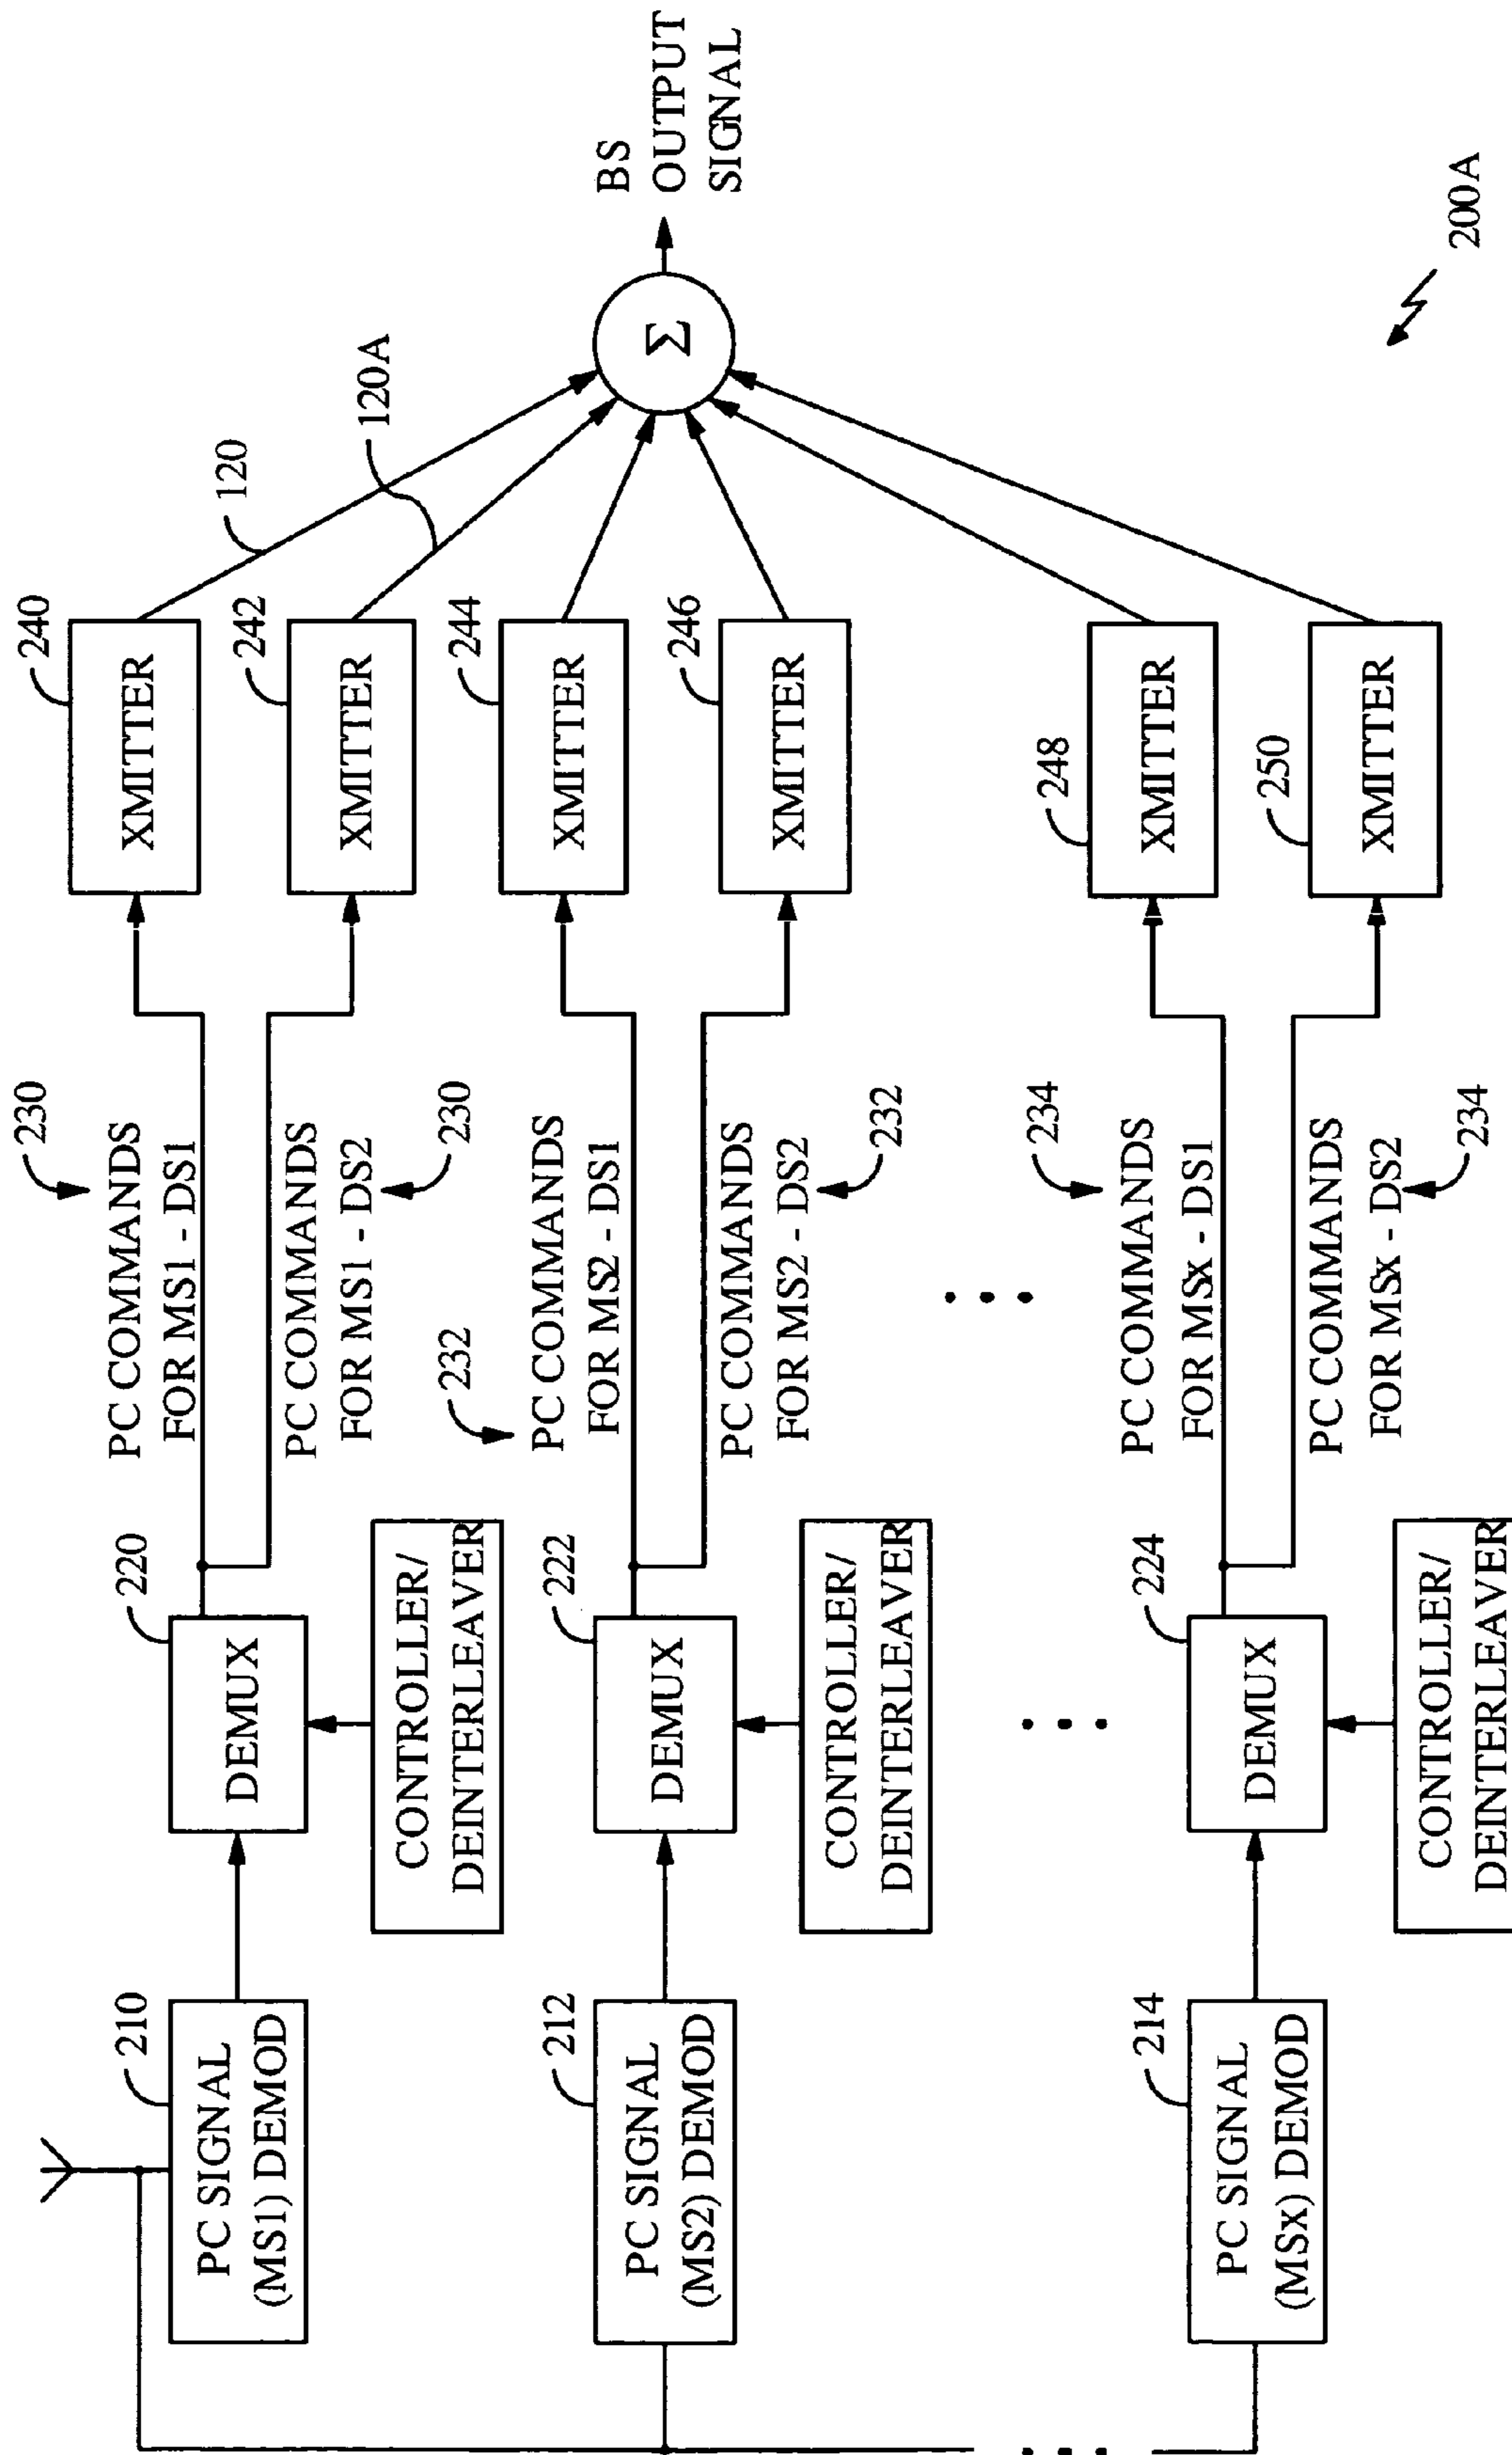 210
PC SIGNAL
(MS1) DEMOD
220
DEMUX
CONTROLLER/
DEINTERLEAVER
230
PC COMMANDS
FOR MS1 - DS1
PC COMMANDS
FOR MS1 - DS2
230
240
XMITTER
242
XMITTER
120
120A
212
PC SIGNAL
(MS2) DEMOD
222
DEMUX
CONTROLLER/
DEINTERLEAVER
232
PC COMMANDS
FOR MS2 - DS1
PC COMMANDS
FOR MS2 - DS2
232
244
XMITTER
246
XMITTER
Σ
BS
OUTPUT
SIGNAL
214
PC SIGNAL
(MSx) DEMOD
224
DEMUX
CONTROLLER/
DEINTERLEAVER
234
PC COMMANDS
FOR MSx - DS1
PC COMMANDS
FOR MSx - DS2
234
248
XMITTER
250
XMITTER
200A